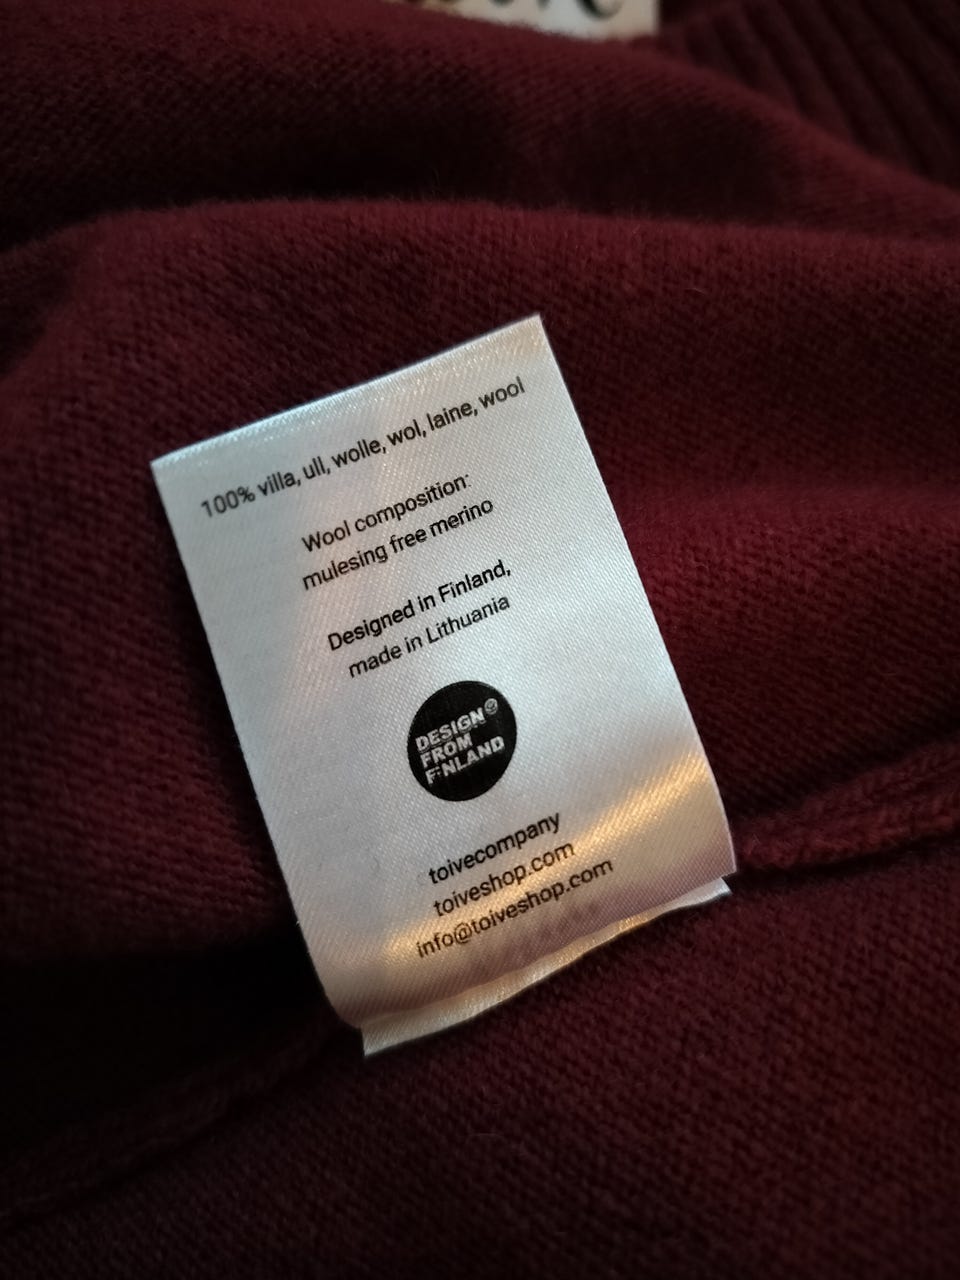 100% villa, ull, wolle, wol, laine, wool
Wool composition:
mulesing free merino
Designed in Finland,
made in Lithuania
DESIGN®
FROM
FINLAND
toivecompany
toiveshop.com
info@toiveshop.com